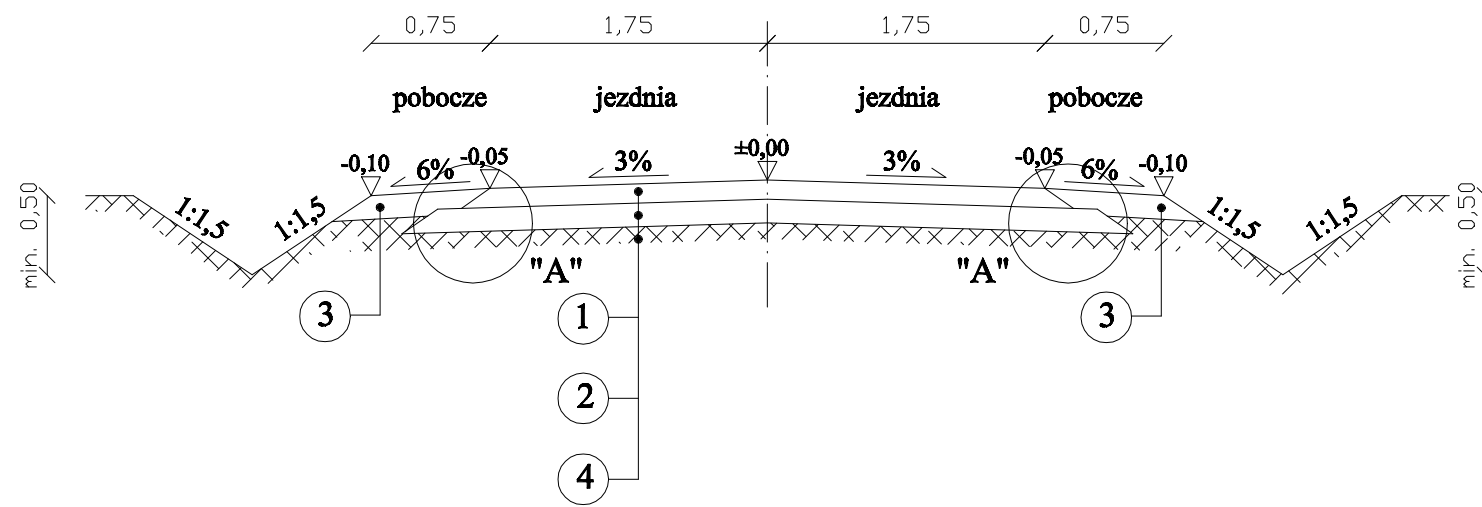 0,75 1,75 1,75 0,75
pobocze jezdnia jezdnia pobocze
-0,10 6% -0,05 3% ±0,00 3% -0,05 6% -0,10
min. 0,50 1:1,5 1:1,5 1:1,5 1:1,5 min. 0,50
"A" "A"
3 1 3
2
4